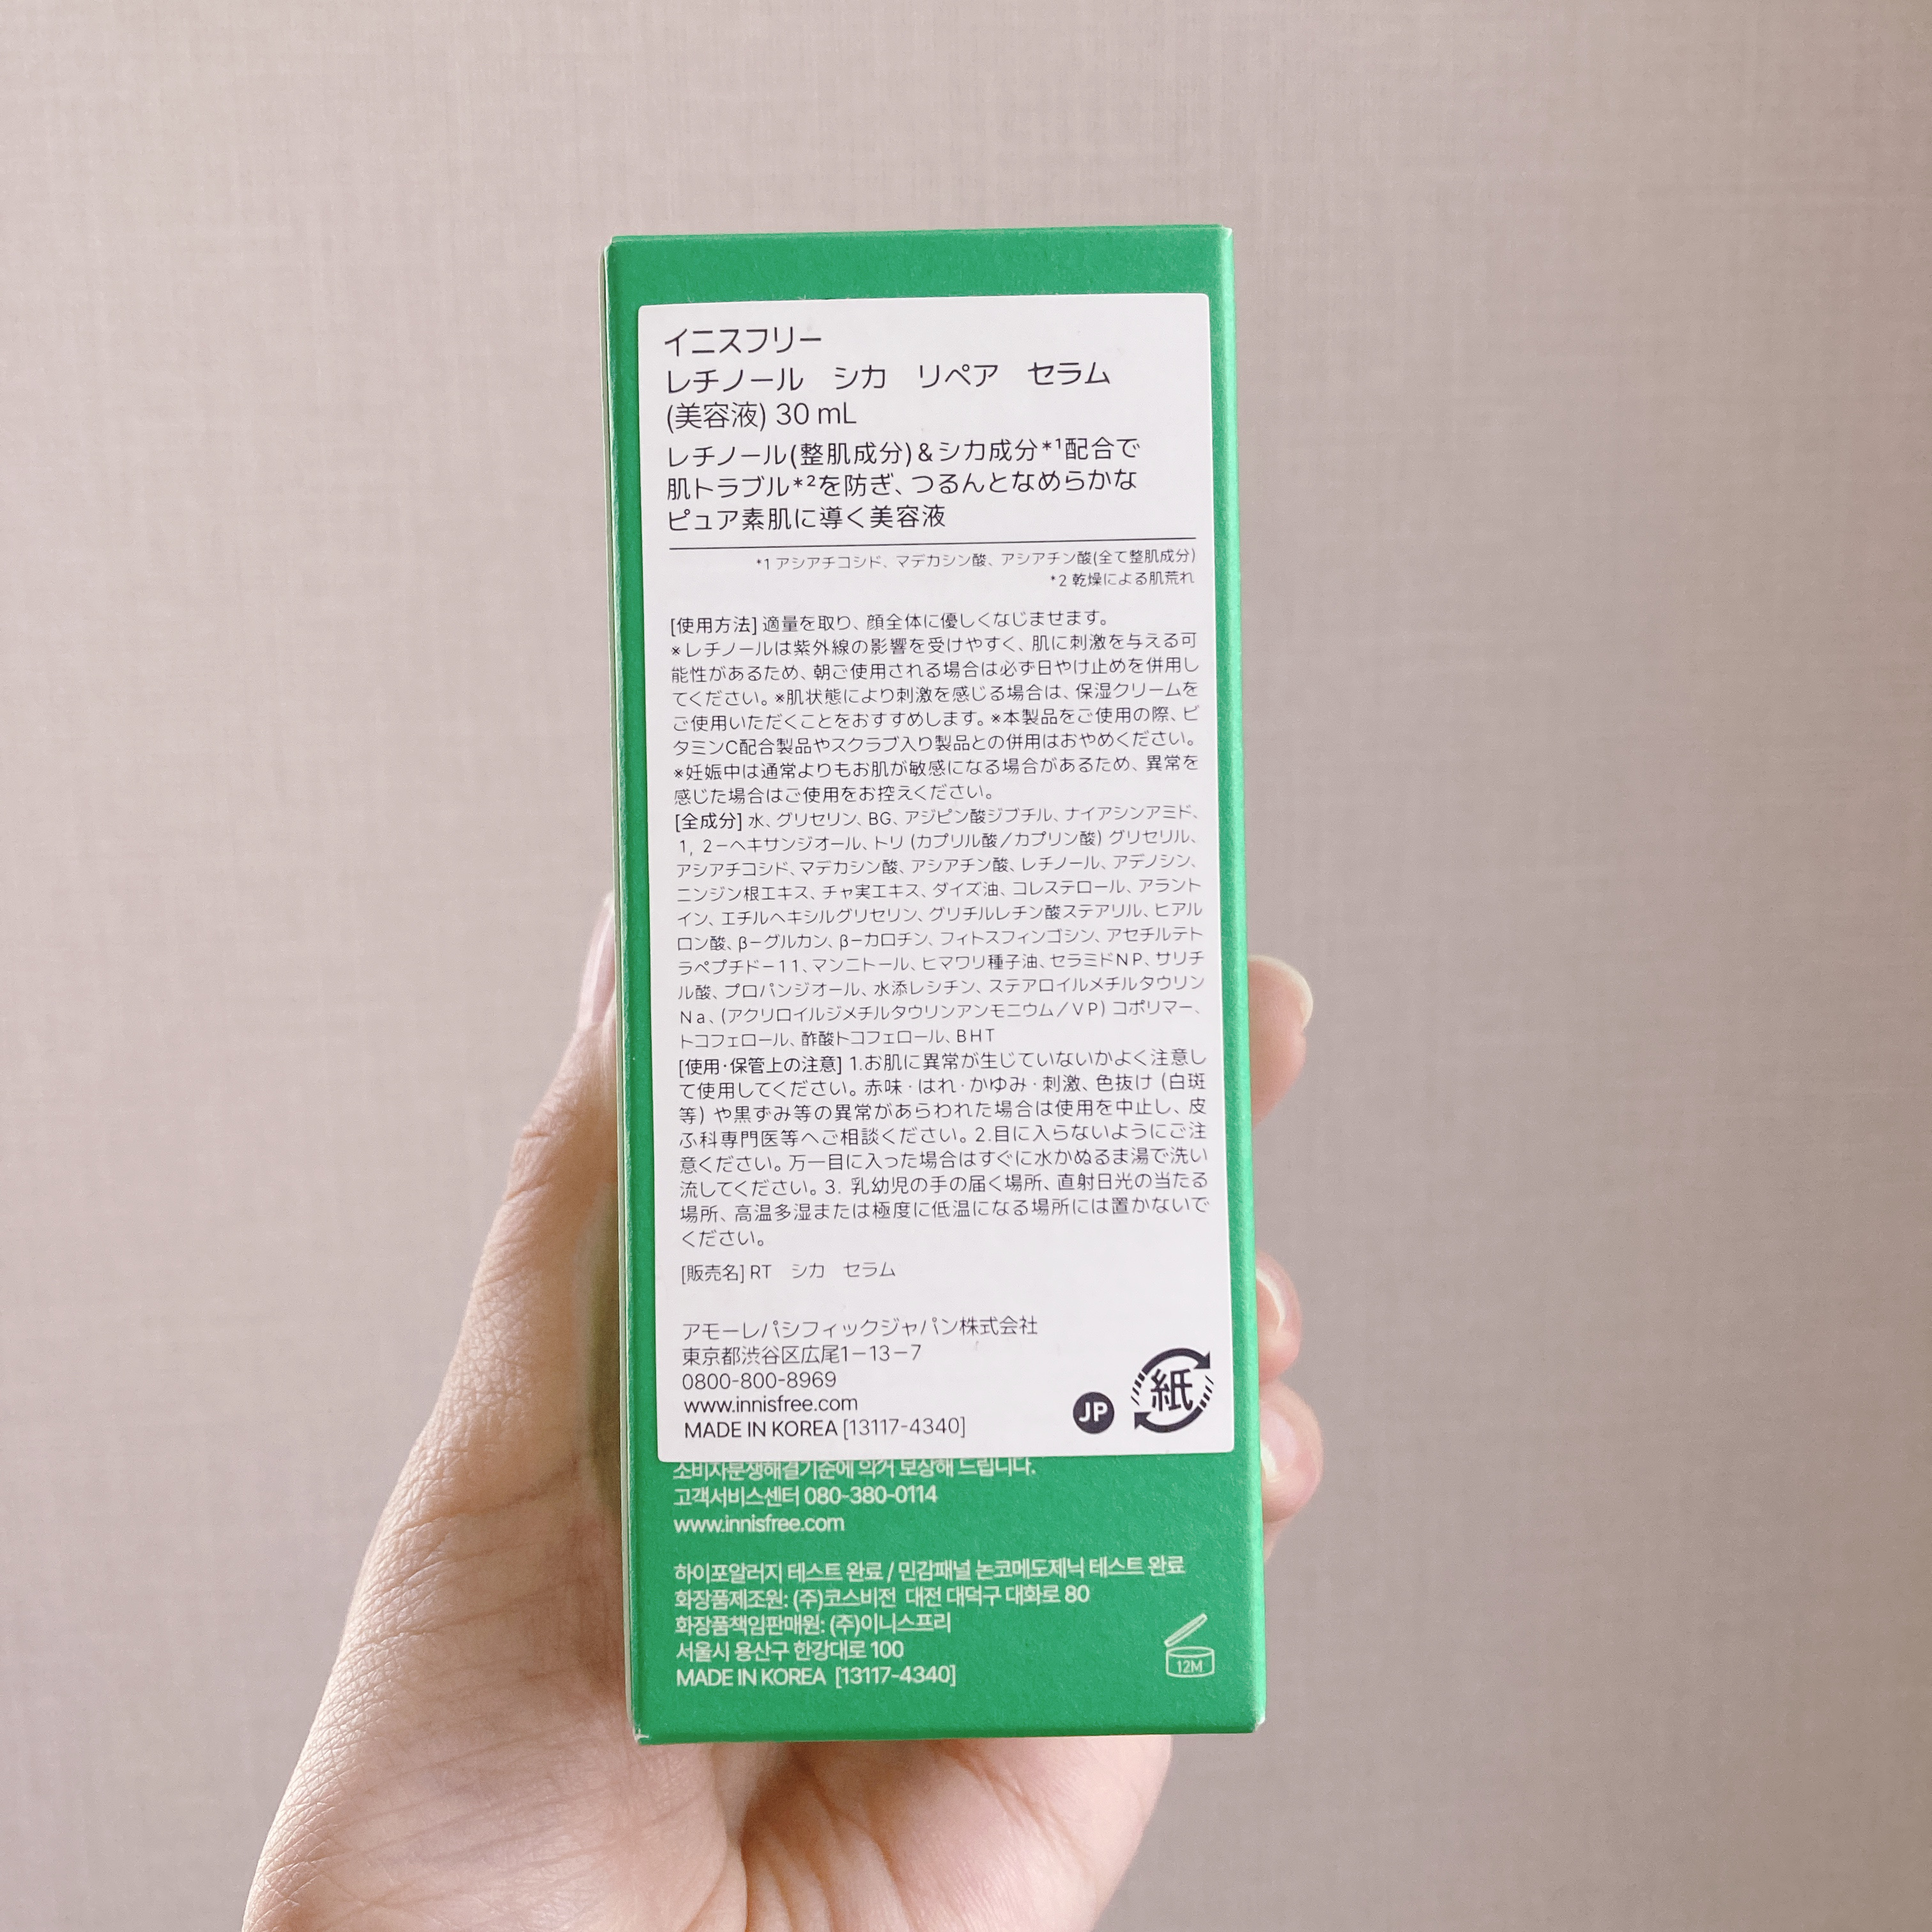 イニスフリー
レチノール　シカ　リペア　セラム
(美容液) 30 mL
レチノール(整肌成分)&シカ成分*¹配合で
肌トラブル*²を防ぎ、つるんとなめらかな
ピュア素肌に導く美容液
*1 アシアチコシド、マデカシン酸、アシアチン酸(全て整肌成分)
*2 乾燥による肌荒れ
[使用方法] 適量を取り、顔全体に優しくなじませます。
※レチノールは紫外線の影響を受けやすく、肌に刺激を与える可
能性があるため、朝ご使用される場合は必ず日やけ止めを併用し
てください。※肌状態により刺激を感じる場合は、保湿クリームを
ご使用いただくことをおすすめします。※本製品をご使用の際、ビ
タミンC配合製品やスクラブ入り製品との併用はおやめください。
※妊娠中は通常よりもお肌が敏感になる場合があるため、異常を
感じた場合はご使用をお控えください。
[全成分] 水、グリセリン、BG、アジピン酸ジブチル、ナイアシンアミド、
1, 2−ヘキサンジオール、トリ (カプリル酸／カプリン酸) グリセリル、
アシアチコシド、マデカシン酸、アシアチン酸、レチノール、アデノシン、
ニンジン根エキス、チャ実エキス、ダイズ油、コレステロール、アラント
イン、エチルヘキシルグリセリン、グリチルレチン酸ステアリル、ヒアル
ロン酸、β−グルカン、β−カロチン、フィトスフィンゴシン、アセチルテト
ラペプチド−11、マンニトール、ヒマワリ種子油、セラミドNP、サリチ
ル酸、プロパンジオール、水添レシチン、ステアロイルメチルタウリン
Na、(アクリロイルジメチルタウリンアンモニウム／VP) コポリマー、
トコフェロール、酢酸トコフェロール、BHT
[使用·保管上の注意] 1.お肌に異常が生じていないかよく注意し
て使用してください。赤味·はれ·かゆみ·刺激、色抜け (白斑
等) や黒ずみ等の異常があらわれた場合は使用を中止し、皮
ふ科専門医等へご相談ください。2.目に入らないようにご注
意ください。万一目に入った場合はすぐに水かぬるま湯で洗い
流してください。3. 乳幼児の手の届く場所、直射日光の当たる
場所、高温多湿または極度に低温になる場所には置かないで
ください。
[販売名] RT　シカ　セラム
アモーレパシフィックジャパン株式会社
東京都渋谷区広尾1−13−7
0800-800-8969
www.innisfree.com
MADE IN KOREA [13117-4340]
JP
紙
소비자분쟁해결기준에 의거 보상해 드립니다.
고객서비스센터 080-380-0114
www.innisfree.com
하이포알러지 테스트 완료 / 민감패널 논코메도제닉 테스트 완료
화장품제조원: (주)코스비전 대전 대덕구 대화로 80
화장품책임판매원: (주)이니스프리
서울시 용산구 한강대로 100
MADE IN KOREA [13117-4340]
12M